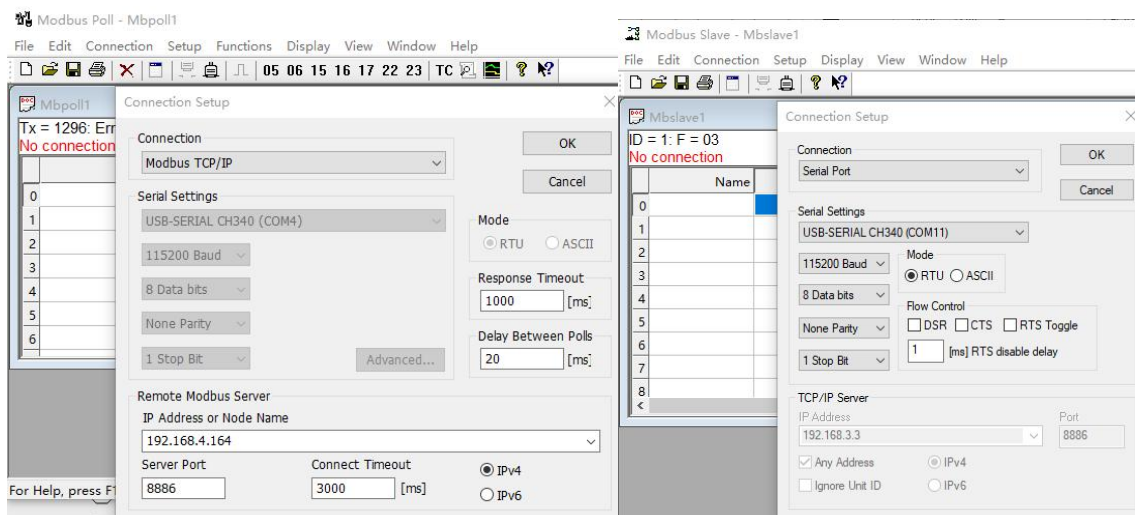 Modbus Poll - Mbpoll1
File Edit Connection Setup Functions Display View Window Help
05 06 15 16 17 22 23 TC
Mbpoll1
Tx = 1296: Err
No connection
0
1
2
3
4
5
6
Connection Setup
Connection
Modbus TCP/IP
OK
Cancel
Serial Settings
USB-SERIAL CH340 (COM4)
115200 Baud
8 Data bits
None Parity
1 Stop Bit
Advanced...
Mode
RTU ASCII
Response Timeout
1000 [ms]
Delay Between Polls
20 [ms]
Remote Modbus Server
IP Address or Node Name
192.168.4.164
Server Port Connect Timeout
8886 3000 [ms]
IPv4
IPv6
For Help, press F1
Modbus Slave - Mbslave1
File Edit Connection Setup Display View Window Help
Mbslave1
ID = 1: F = 03
No connection
Name
0
1
2
3
4
5
6
7
8
Connection Setup
Connection
Serial Port
OK
Cancel
Serial Settings
USB-SERIAL CH340 (COM11)
115200 Baud
8 Data bits
None Parity
1 Stop Bit
Mode
RTU ASCII
Flow Control
DSR CTS RTS Toggle
1 [ms] RTS disable delay
TCP/IP Server
IP Address Port
192.168.3.3 8886
Any Address IPv4
Ignore Unit ID IPv6